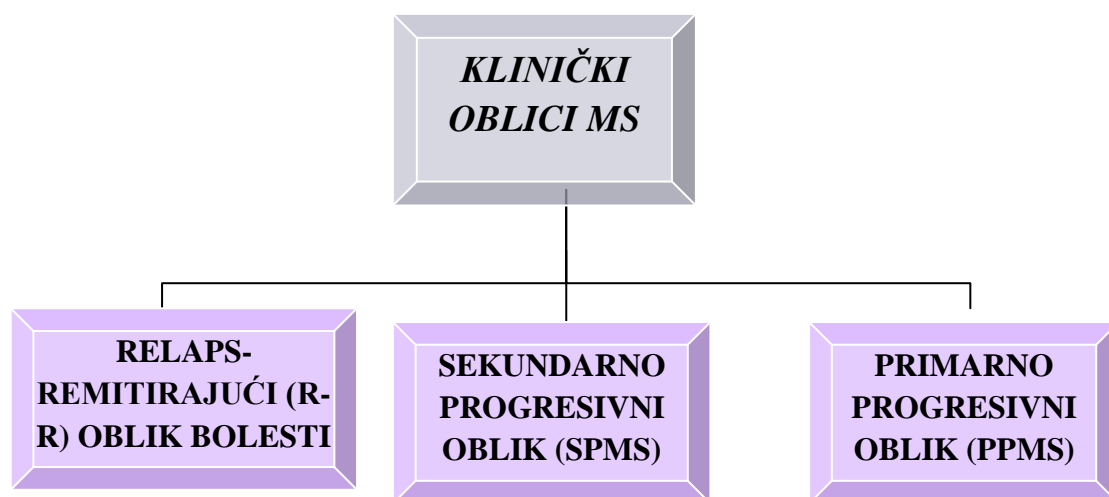 KLINIČKI
OBLICI MS
RELAPS-
REMITIRAJUĆI (R-
R) OBLIK BOLESTI
SEKUNDARNO
PROGRESIVNI
OBLIK (SPMS)
PRIMARNO
PROGRESIVNI
OBLIK (PPMS)